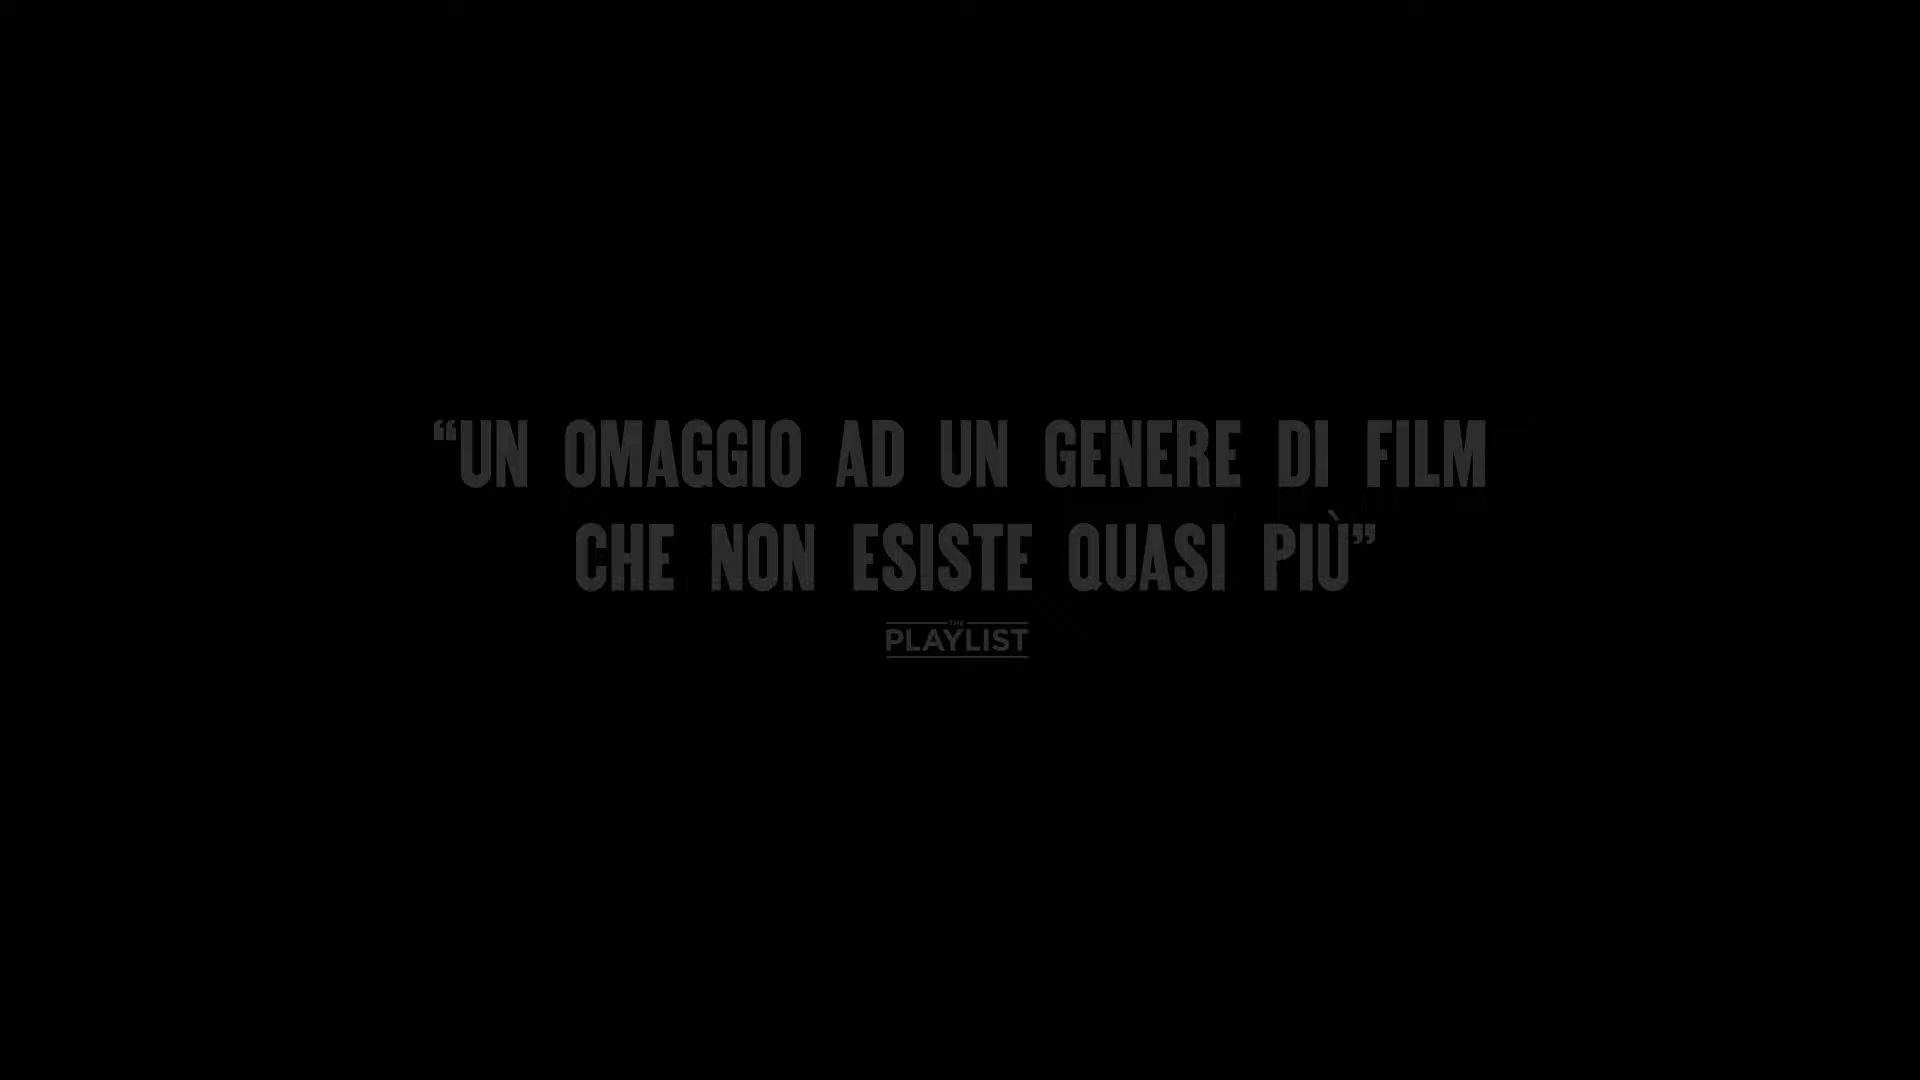 “UN OMAGGIO AD UN GENERE DI FILM
CHE NON ESISTE QUASI PIÙ”
THE
PLAYLIST